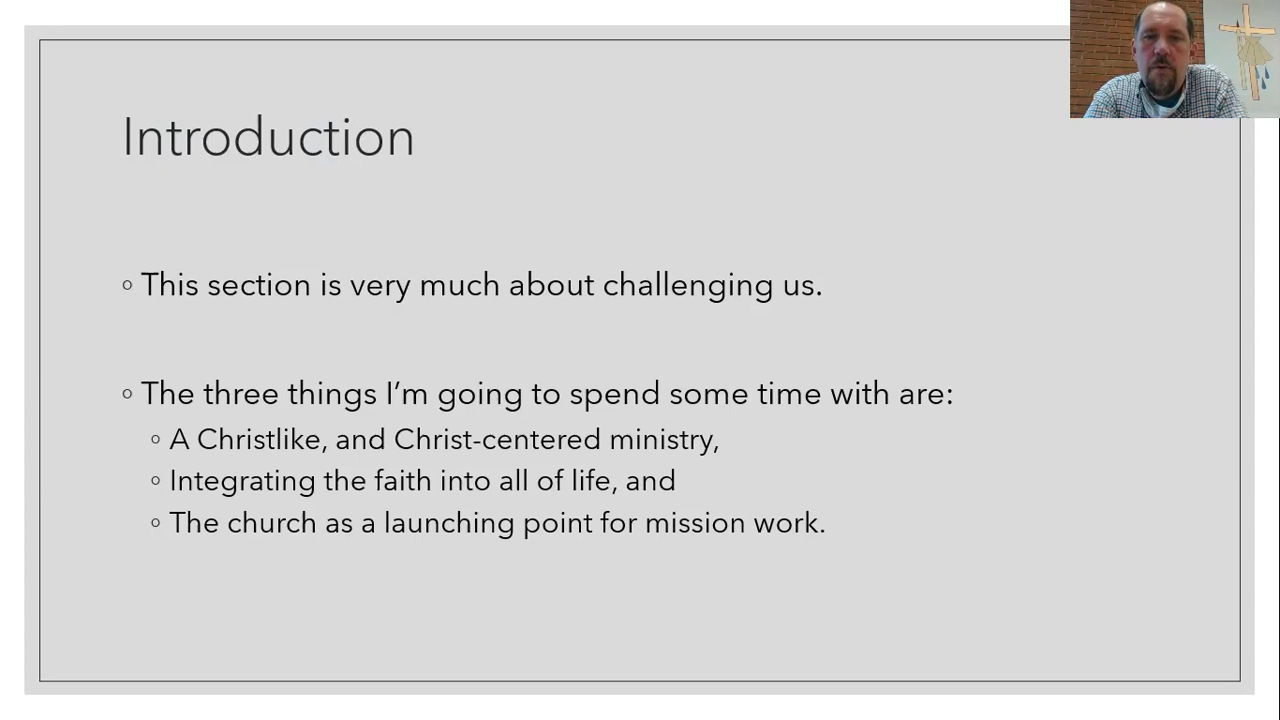 Introduction
◦ This section is very much about challenging us.
◦ The three things I’m going to spend some time with are:
◦ A Christlike, and Christ-centered ministry,
◦ Integrating the faith into all of life, and
◦ The church as a launching point for mission work.